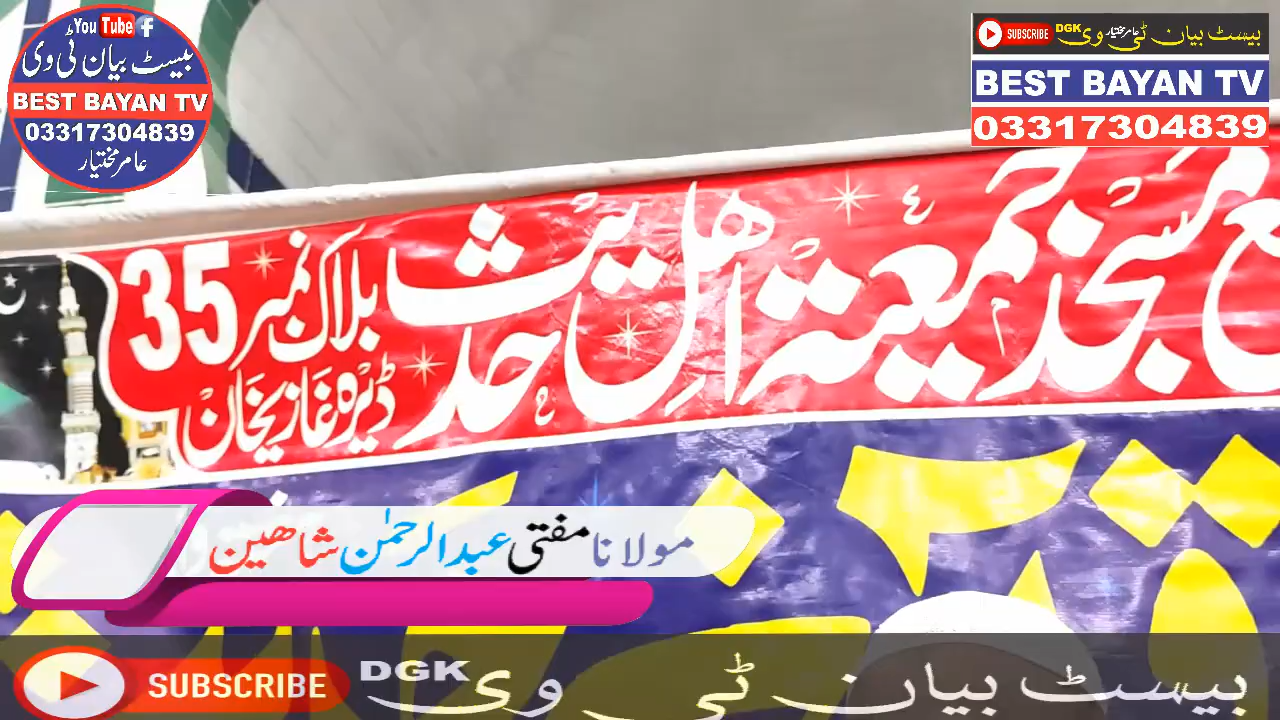 You Tube f
بیسٹ بیان ٹی وی
BEST BAYAN TV
03317304839
عامر مختیار
SUBSCRIBE DGK بیسٹ بیان ٹی وی عامر مختیار
BEST BAYAN TV
03317304839
مسجد جمعیۃ اھل حدیث بلاک نمبر 35
ڈیرہ غازیخان
مولانا مفتی عبدالرحمٰن شاھین
SUBSCRIBE DGK بیسٹ بیان ٹی وی